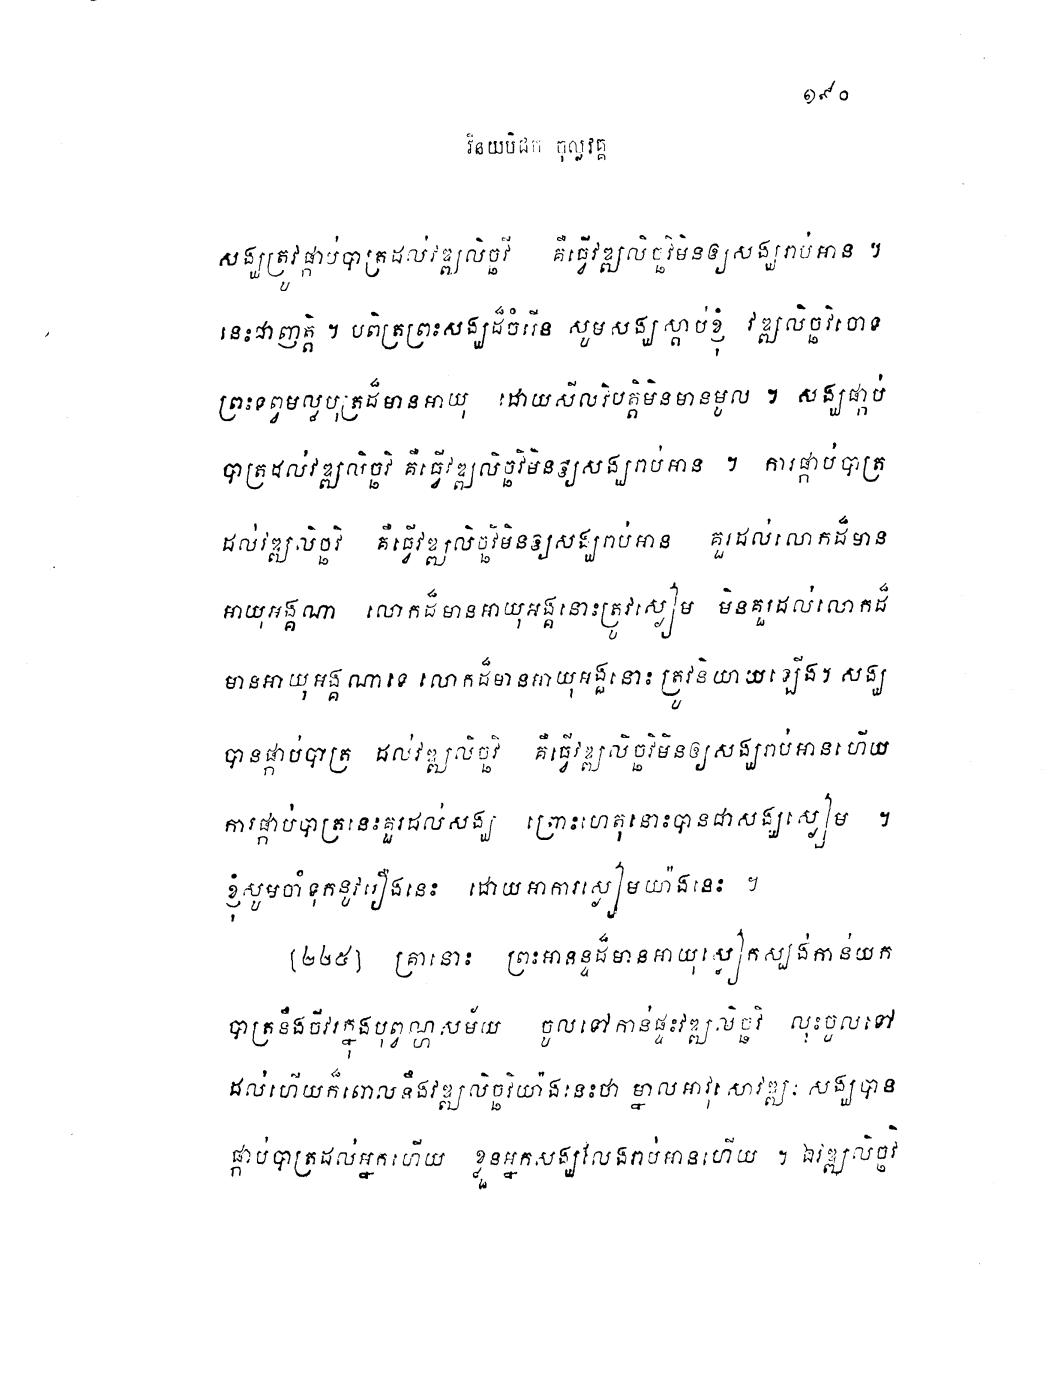 ១៩០
វិនយបិដក ចុល្លវគ្គ
សង្ឃត្រូវផ្កាប់បាត្រដល់វឌ្ឍលិច្ឆវី គឺធ្វើវឌ្ឍលិច្ឆវិមិនឲ្យសង្ឃរាប់អាន ។
នេះជាញត្តិ ។ បពិត្រព្រះសង្ឃដ៏ចំរើន សូមសង្ឃស្តាប់ខ្ញុំ វឌ្ឍលិច្ឆវិចោទ
ព្រះទព្វមល្លបុត្រដ៏មានអាយុ ដោយសីលវិបត្តិមិនមានមូល ។ សង្ឃផ្កាប់
បាត្រដល់វឌ្ឍលិច្ឆវិ គឺធ្វើវឌ្ឍលិច្ឆវិមិនឲ្យសង្ឃរាប់អាន ។ ការផ្កាប់បាត្រ
ដល់វឌ្ឍលិច្ឆវិ គឺធ្វើវឌ្ឍលិច្ឆវិមិនឲ្យសង្ឃរាប់អាន គួរដល់លោកដ៏មាន
អាយុអង្គណា លោកដ៏មានអាយុអង្គនោះត្រូវស្ងៀម មិនគួរដល់លោកដ៏
មានអាយុអង្គណាទេ លោកដ៏មានអាយុអង្គនោះ ត្រូវនិយាយឡើង។ សង្ឃ
បានផ្កាប់បាត្រ ដល់វឌ្ឍលិច្ឆវិ គឺធ្វើវឌ្ឍលិច្ឆវិមិនឲ្យសង្ឃរាប់អានហើយ
ការផ្កាប់បាត្រនេះគួរដល់សង្ឃ ព្រោះហេតុនោះបានជាសង្ឃស្ងៀម ។
ខ្ញុំសូមចាំទុកនូវរឿងនេះ ដោយអាការស្ងៀមយ៉ាងនេះ ។
[២២៥] គ្រានោះ ព្រះអានន្ទដ៏មានអាយុស្លៀកស្បង់កាន់យក
បាត្រនឹងចីវរក្នុងបុព្វណ្ហសម័យ ចូលទៅកាន់ផ្ទះវឌ្ឍលិច្ឆវិ លុះចូលទៅ
ដល់ហើយក៏ពោលនឹងវឌ្ឍលិច្ឆវិយ៉ាងនេះថា ម្នាលអាវុសោវឌ្ឍៈ សង្ឃបាន
ផ្កាប់បាត្រដល់អ្នកហើយ ខ្លួនអ្នកសង្ឃលែងរាប់អានហើយ ។ ឯវឌ្ឍលិច្ឆវិ